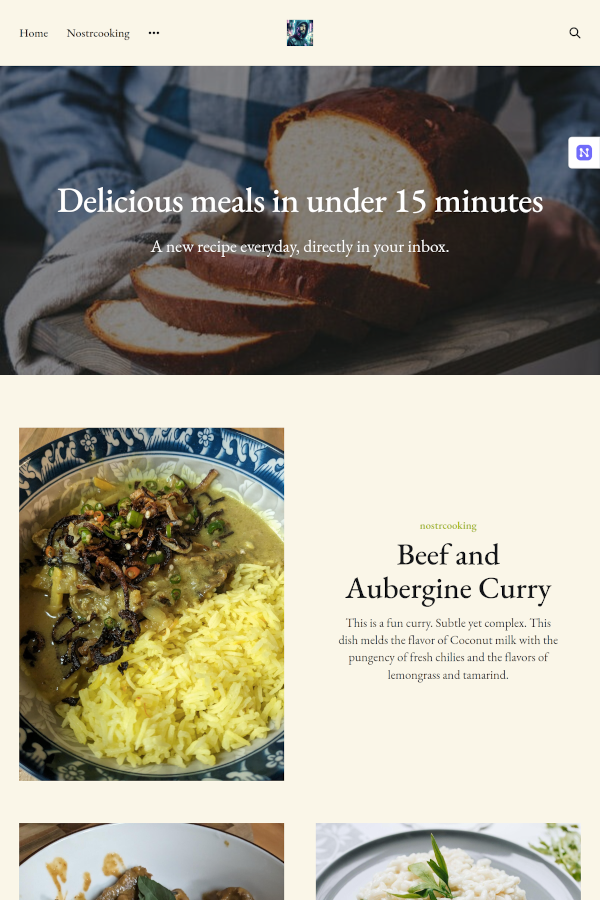 Home Nostrcooking •••
Delicious meals in under 15 minutes
A new recipe everyday, directly in your inbox.
N
nostrcooking
Beef and
Aubergine Curry
This is a fun curry. Subtle yet complex. This
dish melds the flavor of Coconut milk with the
pungency of fresh chilies and the flavors of
lemongrass and tamarind.